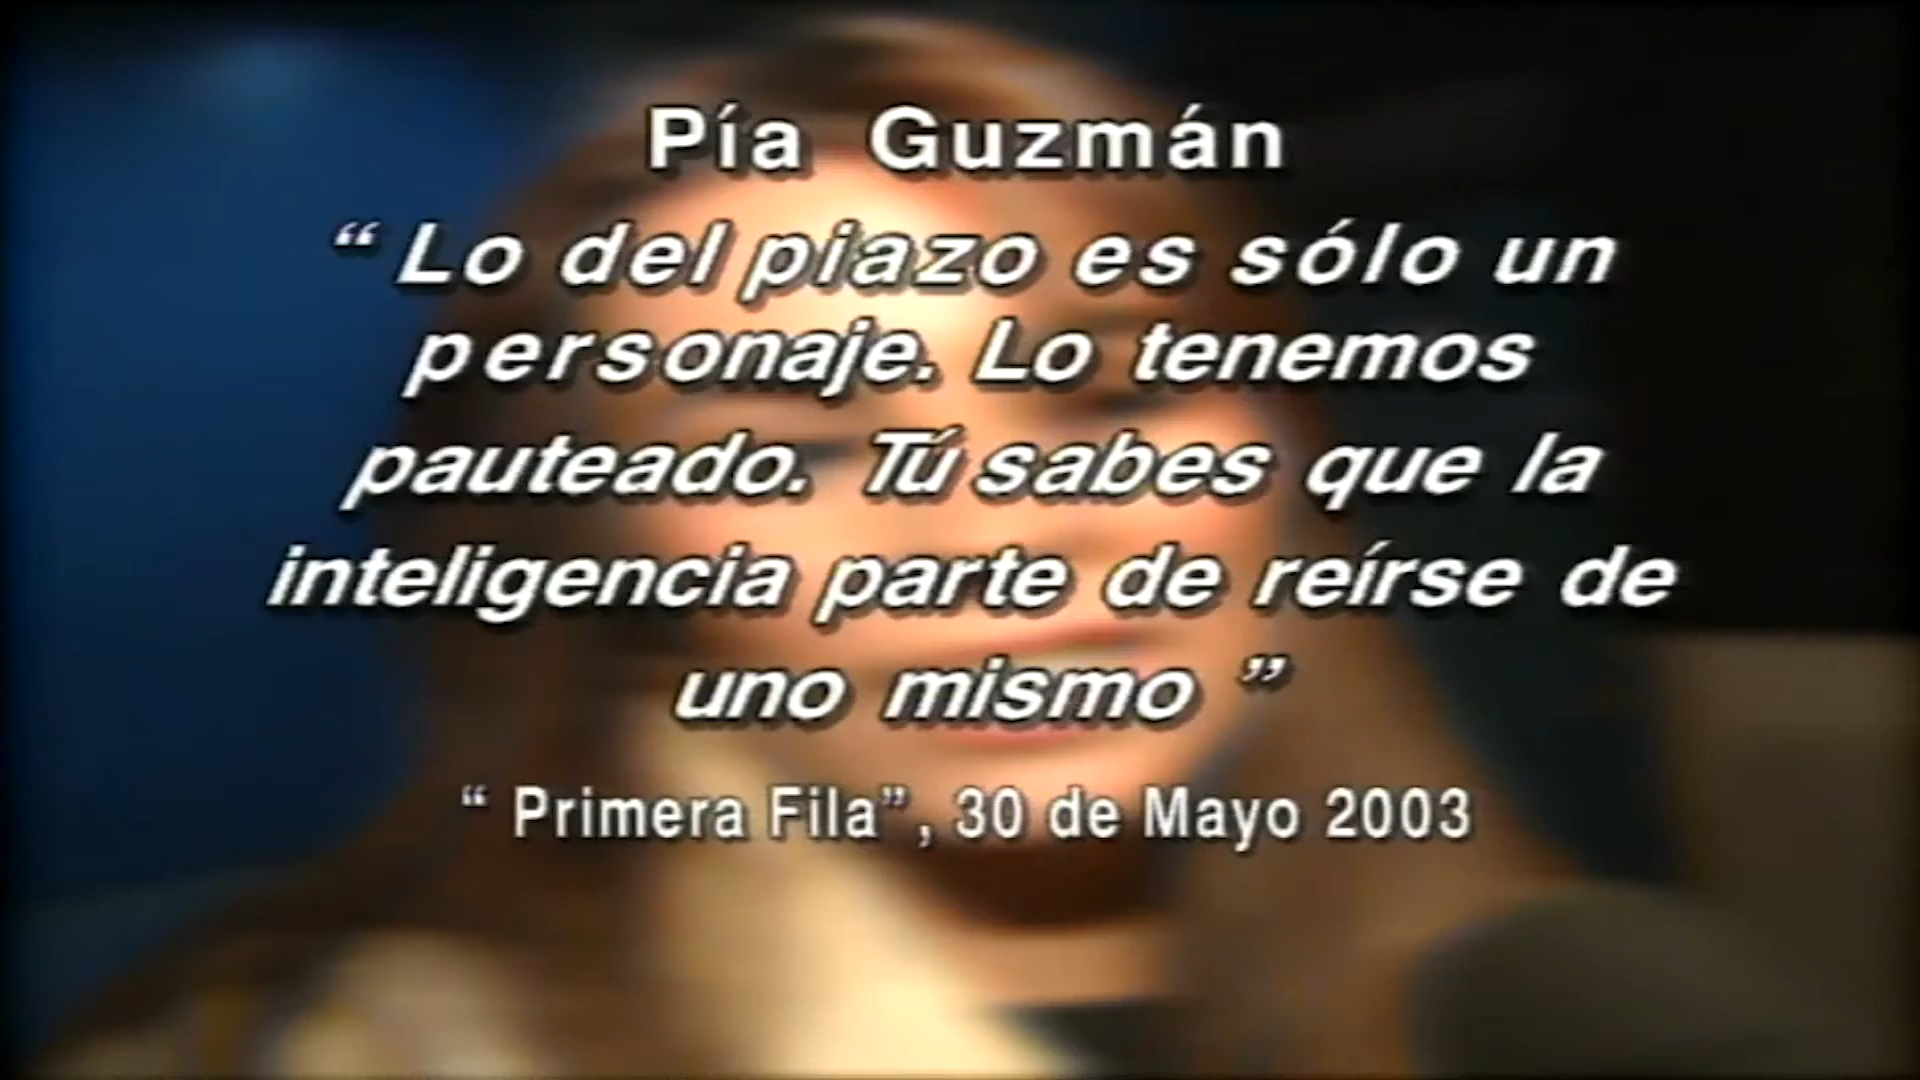 Pía Guzmán
“ Lo del piazo es sólo un
personaje. Lo tenemos
pauteado. Tú sabes que la
inteligencia parte de reírse de
uno mismo ”
“ Primera Fila”, 30 de Mayo 2003